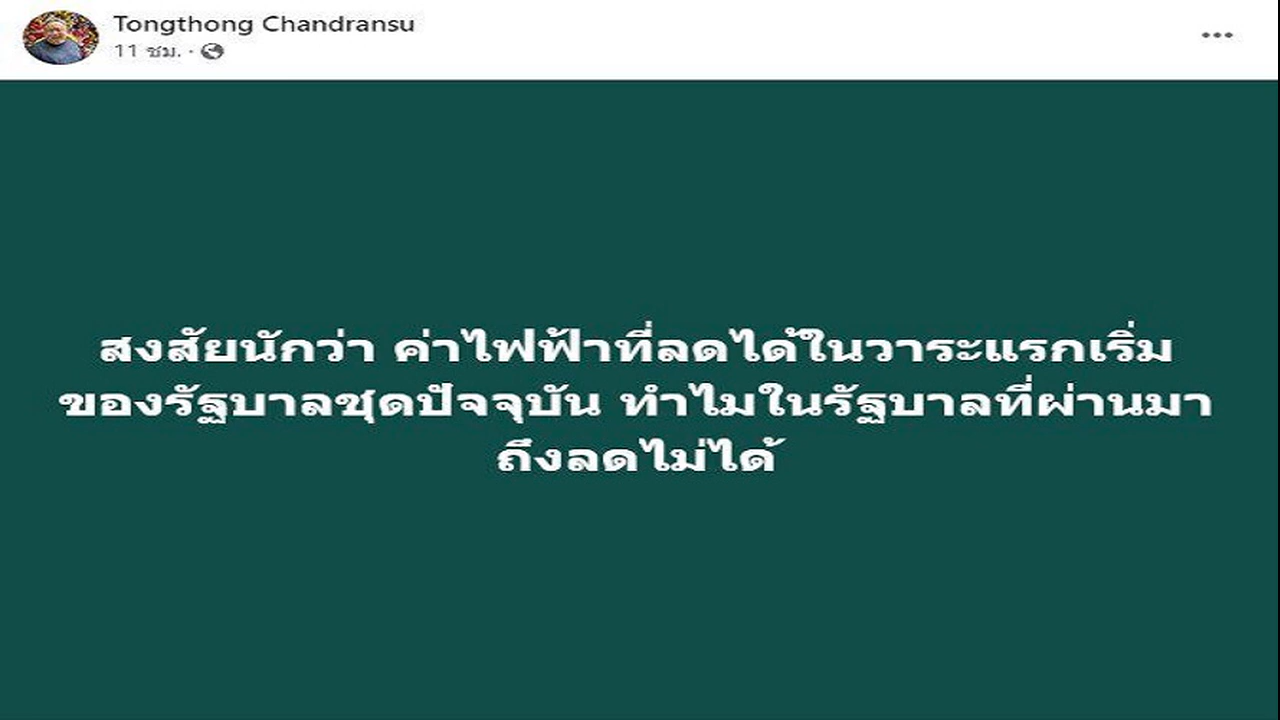 Tongthong Chandransu
11 ชม. ·
สงสัยนักว่า ค่าไฟฟ้าที่ลดได้ในวาระแรกเริ่ม
ของรัฐบาลชุดปัจจุบัน ทำไมในรัฐบาลที่ผ่านมา
ถึงลดไม่ได้